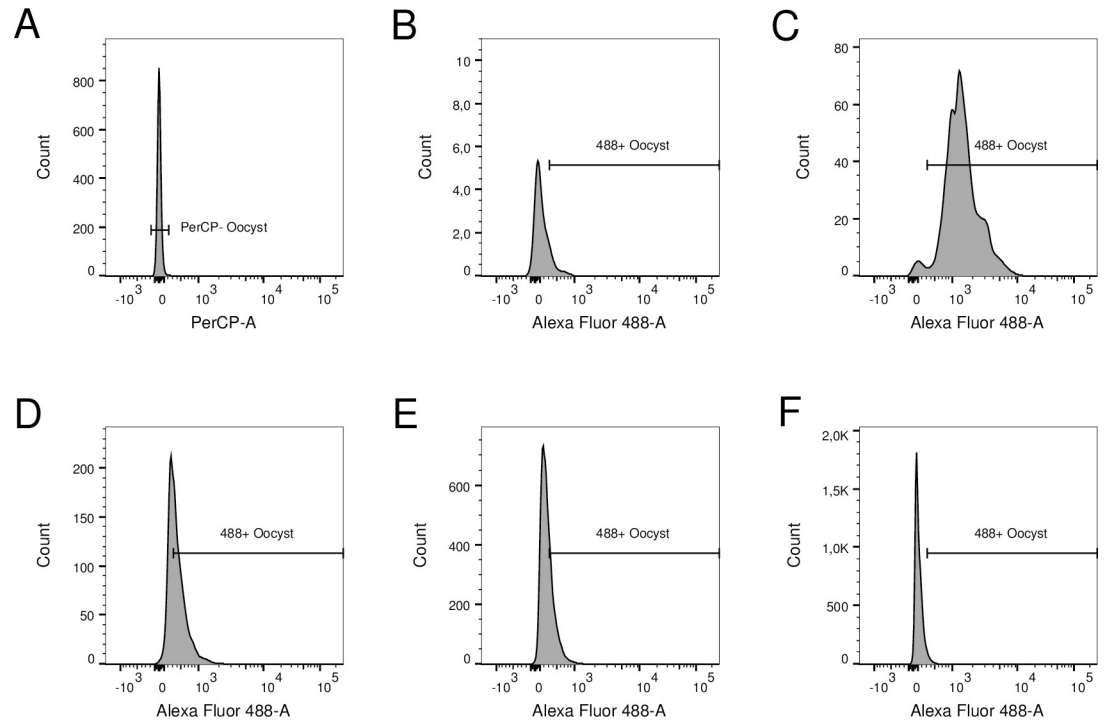 A
Count
800
600
400
200
0
PerCP- Oocyst
-10 3 0 10 3 10 4 10 5
PerCP-A
B
Count
10
8,0
6,0
4,0
2,0
0
488+ Oocyst
-10 3 0 10 3 10 4 10 5
Alexa Fluor 488-A
C
Count
80
60
40
20
0
488+ Oocyst
-10 3 0 10 3 10 4 10 5
Alexa Fluor 488-A
D
Count
200
150
100
50
0
488+ Oocyst
-10 3 0 10 3 10 4 10 5
Alexa Fluor 488-A
E
Count
600
400
200
0
488+ Oocyst
-10 3 0 10 3 10 4 10 5
Alexa Fluor 488-A
F
Count
2,0K
1,5K
1,0K
500
0
488+ Oocyst
-10 3 0 10 3 10 4 10 5
Alexa Fluor 488-A